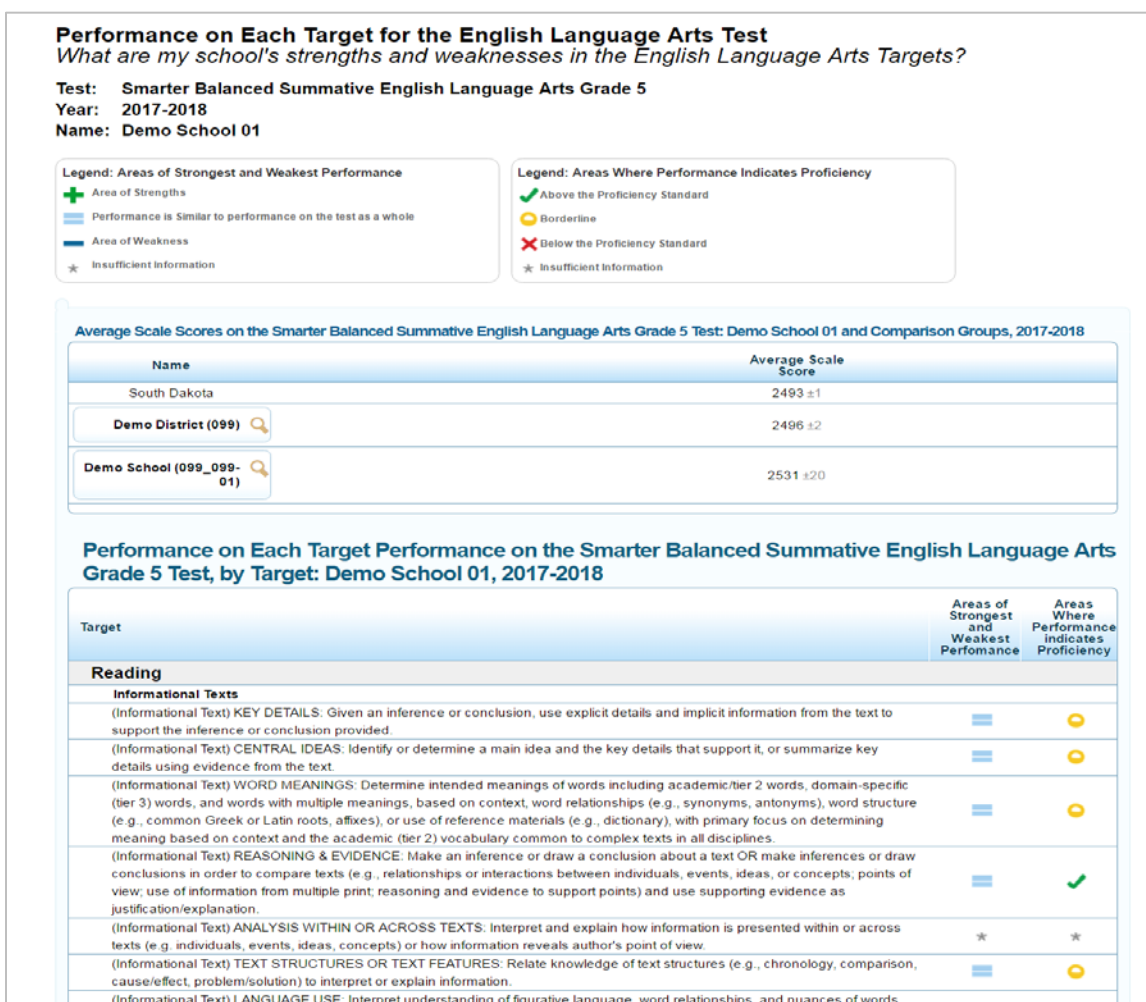 Performance on Each Target for the English Language Arts Test
What are my school's strengths and weaknesses in the English Language Arts Targets?
Test: Smarter Balanced Summative English Language Arts Grade 5
Year: 2017-2018
Name: Demo School 01
Legend: Areas of Strongest and Weakest Performance
Area of Strengths
Performance is Similar to performance on the test as a whole
Area of Weakness
Insufficient Information
Legend: Areas Where Performance Indicates Proficiency
Above the Proficiency Standard
Borderline
Below the Proficiency Standard
Insufficient Information
Average Scale Scores on the Smarter Balanced Summative English Language Arts Grade 5 Test: Demo School 01 and Comparison Groups, 2017-2018
Name
Average Scale
Score
South Dakota 2493 ±1
Demo District (099) 2496 ±2
Demo School (099_099-
01)
2531 ±20
Performance on Each Target Performance on the Smarter Balanced Summative English Language Arts
Grade 5 Test, by Target: Demo School 01, 2017-2018
Target
Areas of
Strongest
and
Weakest
Perfomance
Areas
Where
Performance
indicates
Proficiency
Reading
Informational Texts
(Informational Text) KEY DETAILS: Given an inference or conclusion, use explicit details and implicit information from the text to
support the inference or conclusion provided.
(Informational Text) CENTRAL IDEAS: Identify or determine a main idea and the key details that support it, or summarize key
details using evidence from the text.
(Informational Text) WORD MEANINGS: Determine intended meanings of words including academic/tier 2 words, domain-specific
(tier 3) words, and words with multiple meanings, based on context, word relationships (e.g., synonyms, antonyms), word structure
(e.g., common Greek or Latin roots, affixes), or use of reference materials (e.g., dictionary), with primary focus on determining
meaning based on context and the academic (tier 2) vocabulary common to complex texts in all disciplines.
(Informational Text) REASONING & EVIDENCE: Make an inference or draw a conclusion about a text OR make inferences or draw
conclusions in order to compare texts (e.g., relationships or interactions between individuals, events, ideas, or concepts; points of
view; use of information from multiple print; reasoning and evidence to support points) and use supporting evidence as
justification/explanation.
(Informational Text) ANALYSIS WITHIN OR ACROSS TEXTS: Interpret and explain how information is presented within or across
texts (e.g. individuals, events, ideas, concepts) or how information reveals author's point of view.
(Informational Text) TEXT STRUCTURES OR TEXT FEATURES: Relate knowledge of text structures (e.g., chronology, comparison,
cause/effect, problem/solution) to interpret or explain information.
(Informational Text) LANGUAGE USE: Interpret understanding of figurative language, word relationships, and nuances of words